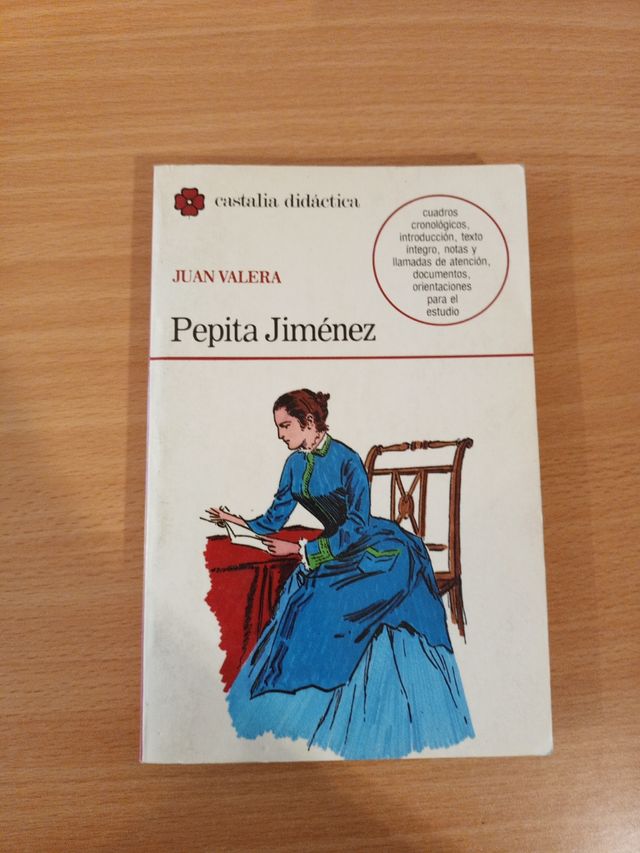 castalia didáctica
cuadros
cronológicos,
introducción, texto
íntegro, notas y
llamadas de atención,
documentos,
orientaciones
para el
estudio
JUAN VALERA
Pepita Jiménez